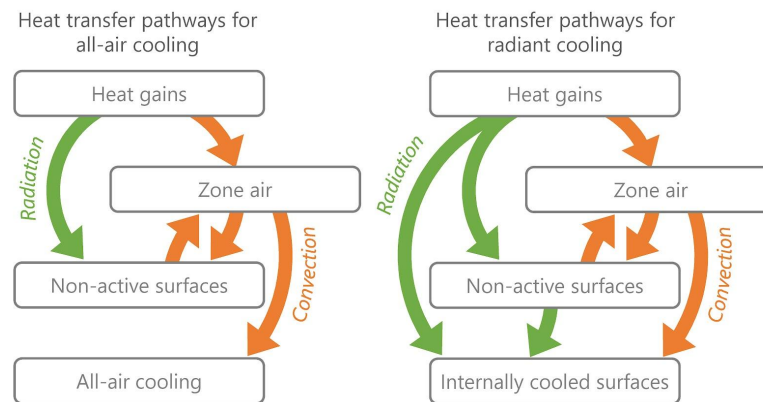 Heat transfer pathways for
all-air cooling
Heat gains
Radiation
Zone air
Non-active surfaces
Convection
All-air cooling
Heat transfer pathways for
radiant cooling
Heat gains
Radiation
Zone air
Non-active surfaces
Convection
Internally cooled surfaces